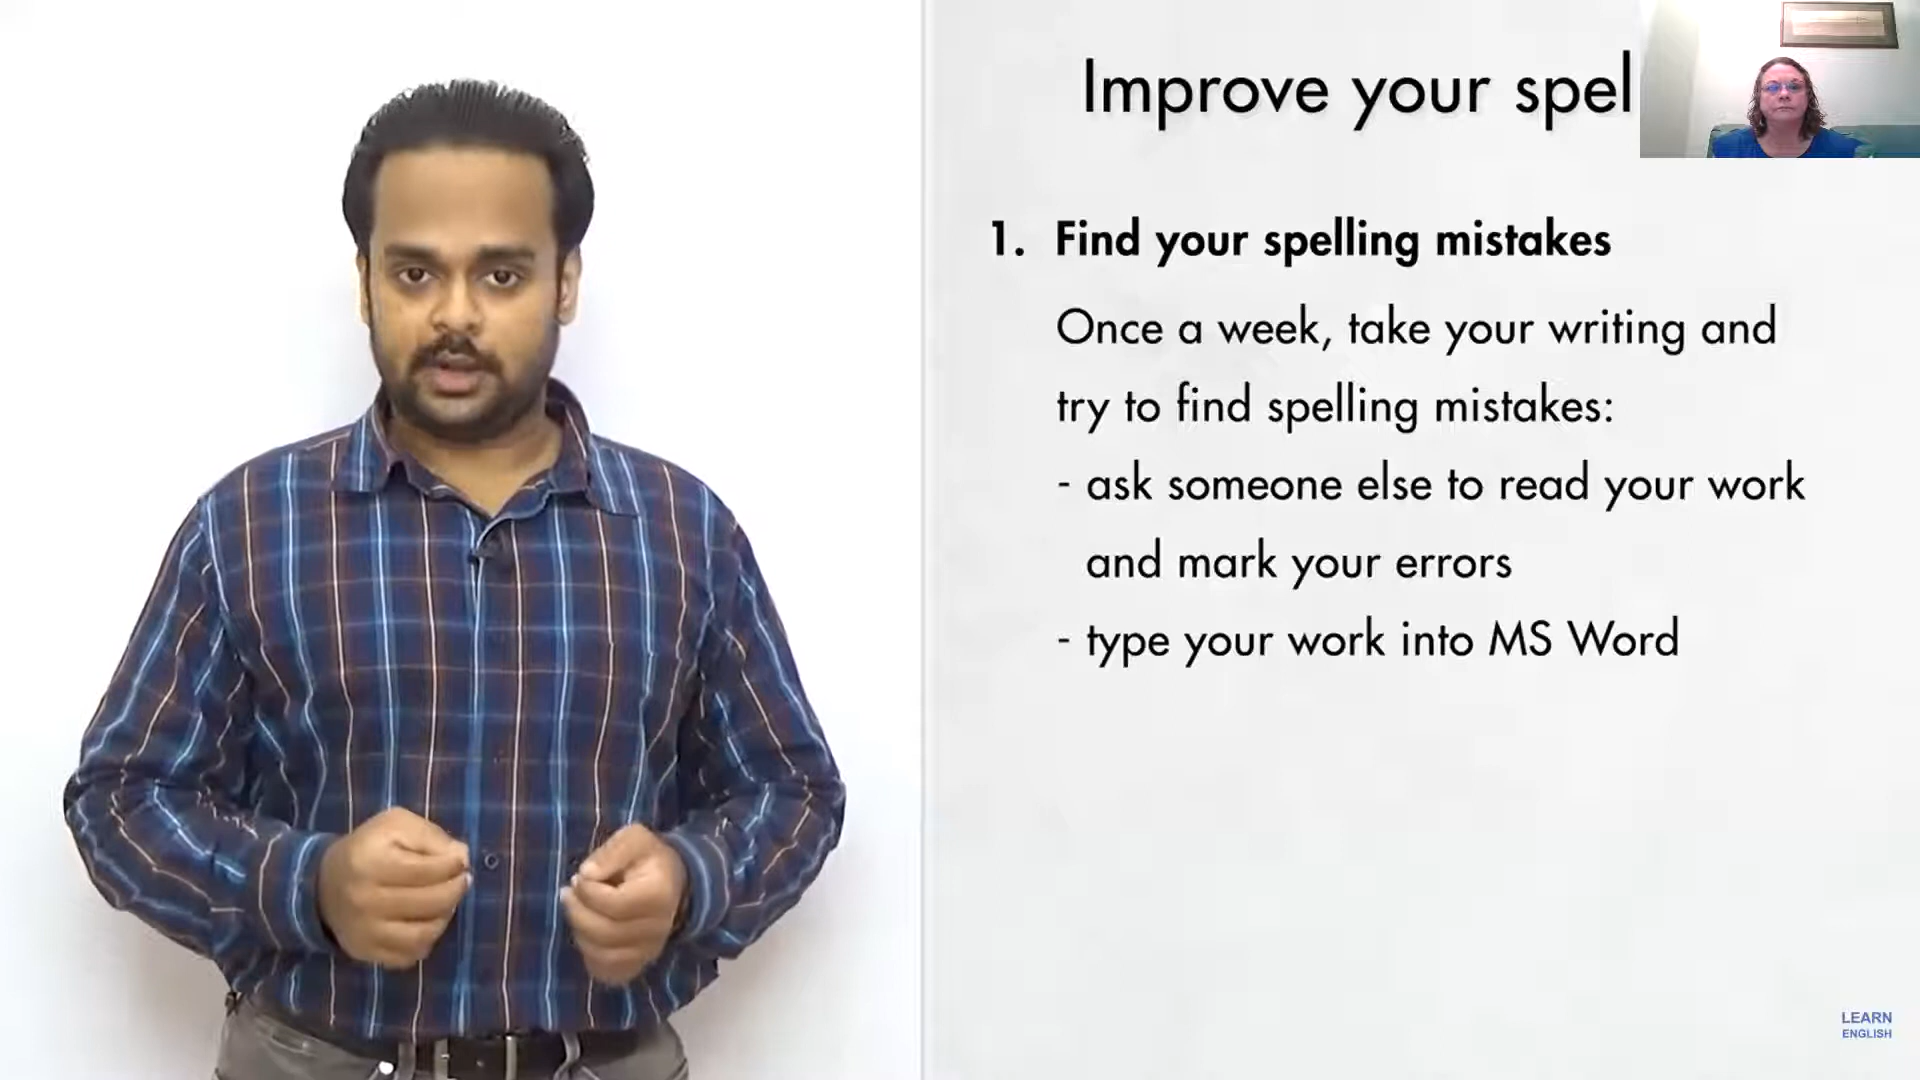 Improve your spel
1. Find your spelling mistakes
Once a week, take your writing and
try to find spelling mistakes:
- ask someone else to read your work
and mark your errors
- type your work into MS Word
LEARN
ENGLISH